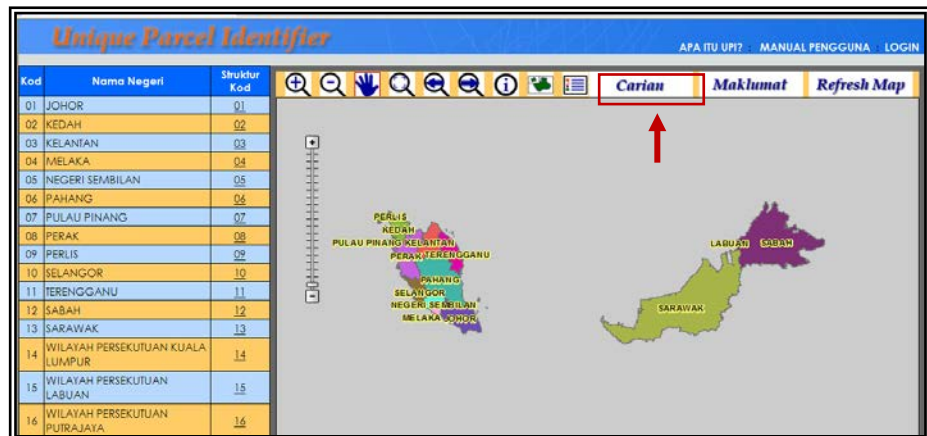 Unique Parcel Identifier
APA ITU UPI? : MANUAL PENGGUNA : LOGIN
Kod Nama Negeri Struktur Kod
Carian Maklumat Refresh Map
01 JOHOR 01
02 KEDAH 02
03 KELANTAN 03
04 MELAKA 04
05 NEGERI SEMBILAN 05
06 PAHANG 06
07 PULAU PINANG 07
08 PERAK 08
09 PERLIS 09
10 SELANGOR 10
11 TERENGGANU 11
12 SABAH 12
13 SARAWAK 13
14 WILAYAH PERSEKUTUAN KUALA LUMPUR 14
15 WILAYAH PERSEKUTUAN LABUAN 15
16 WILAYAH PERSEKUTUAN PUTRAJAYA 16
PERLIS
KEDAH
PULAU PINANG KELANTAN
PERAK TERENGGANU
PAHANG
SELANGOR
NEGERI SEMBILAN
MELAKA JOHOR
LABUAN SABAH
SARAWAK